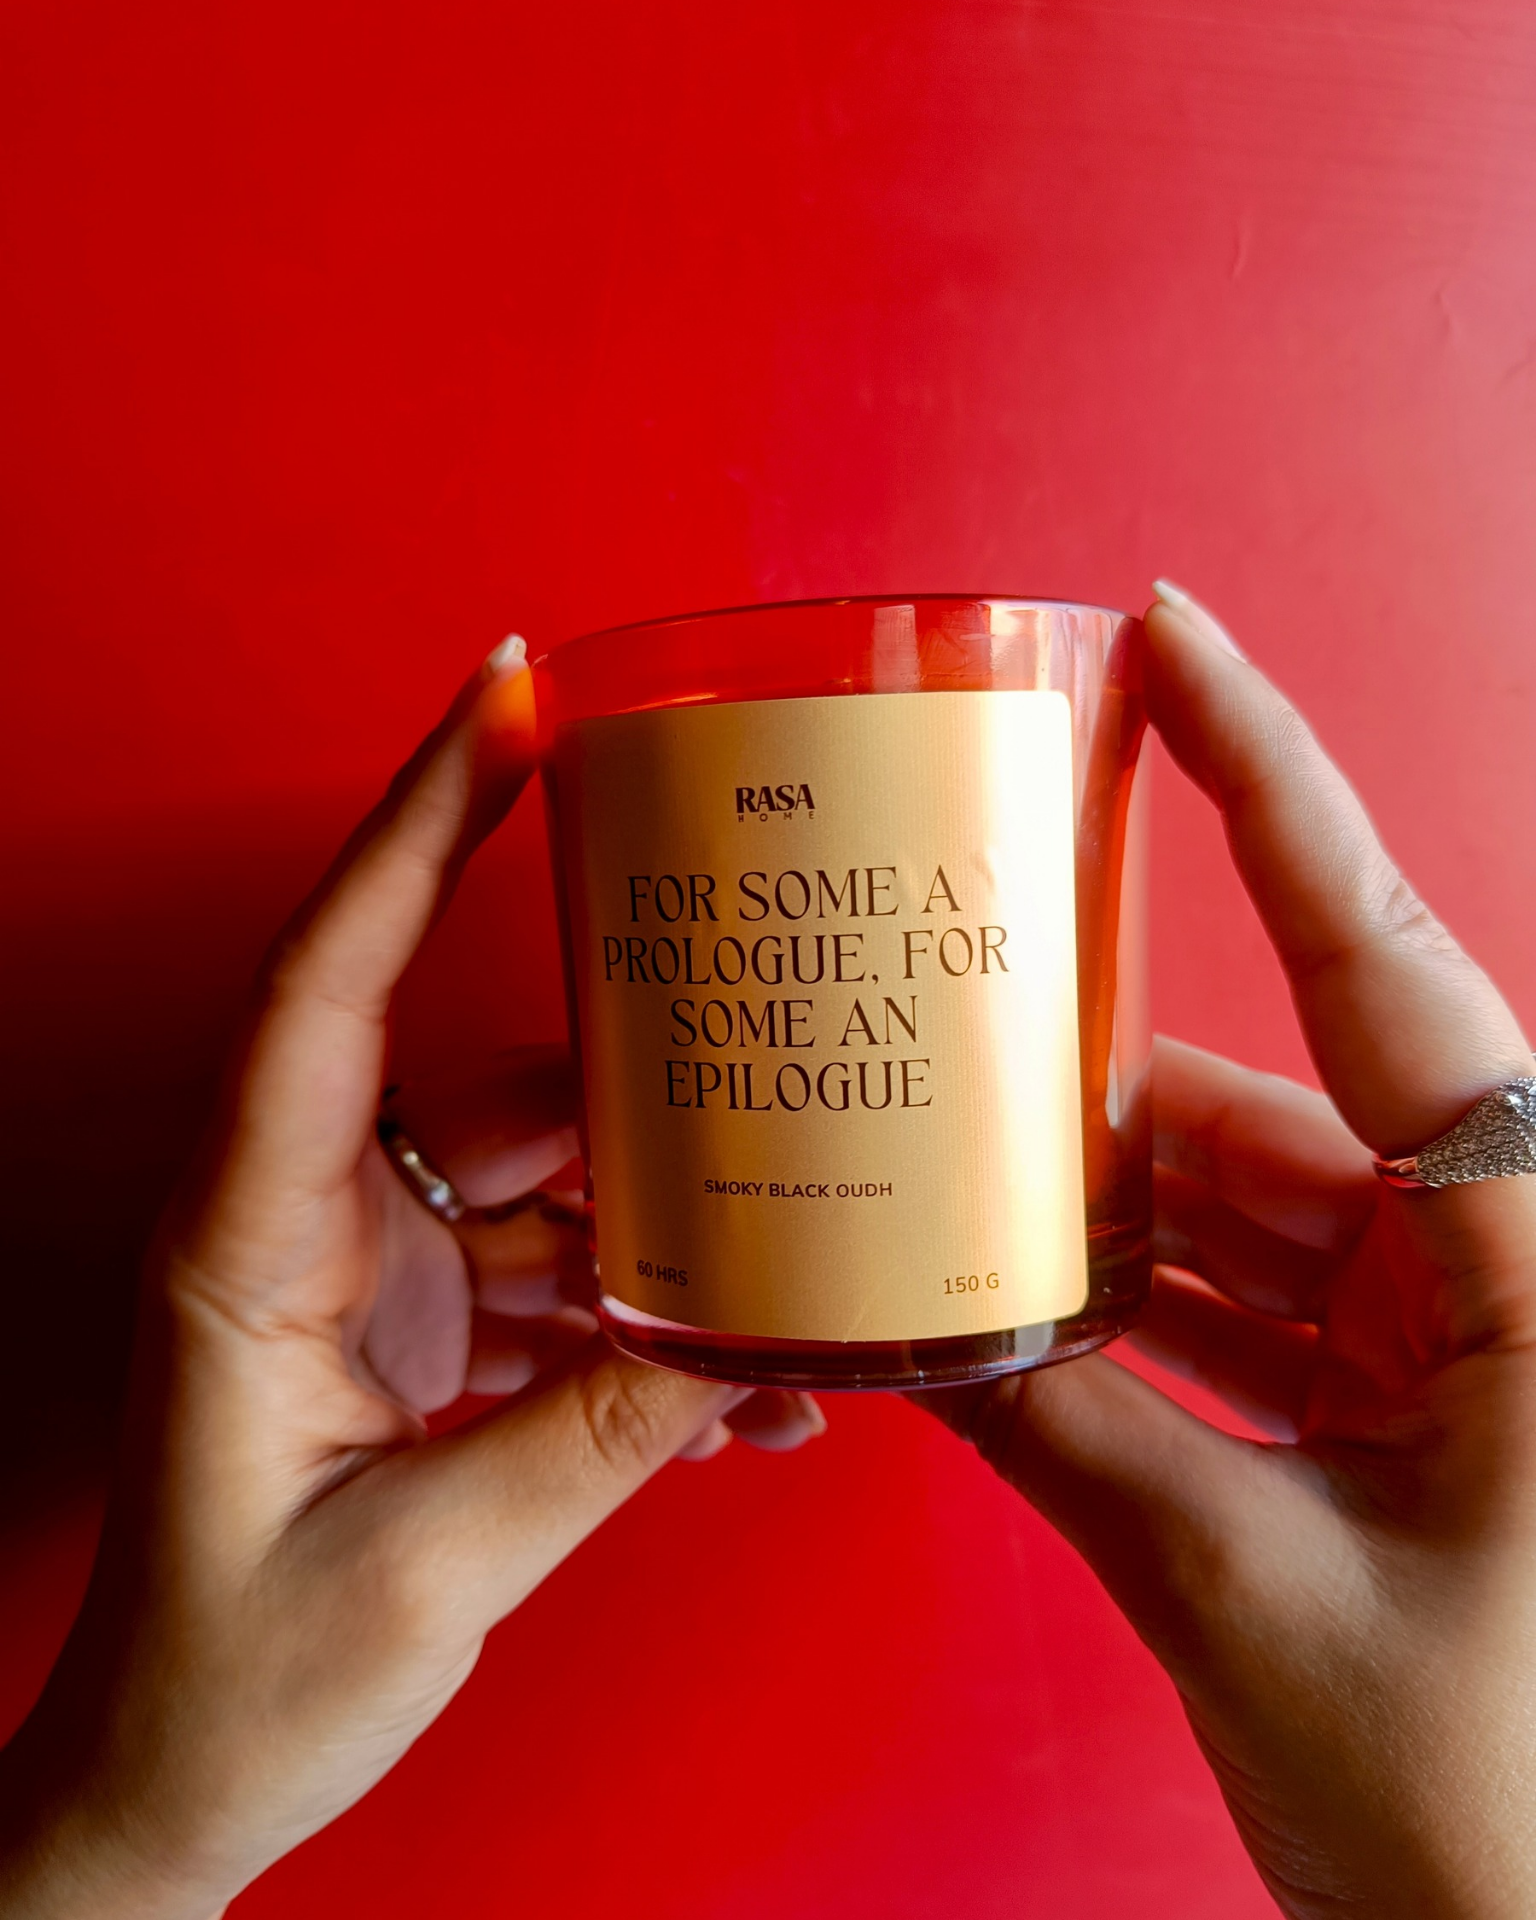 RASA
HOME
FOR SOME A
PROLOGUE, FOR
SOME AN
EPILOGUE
SMOKY BLACK OUDH
60 HRS
150 G